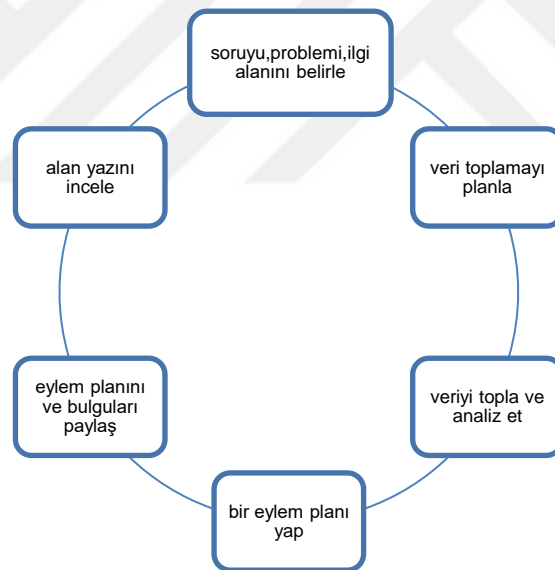 soruyu,problemi,ilgi
alanını belirle
alan yazını
incele
veri toplamayı
planla
eylem planını
ve bulguları
paylaş
veriyi topla ve
analiz et
bir eylem planı
yap